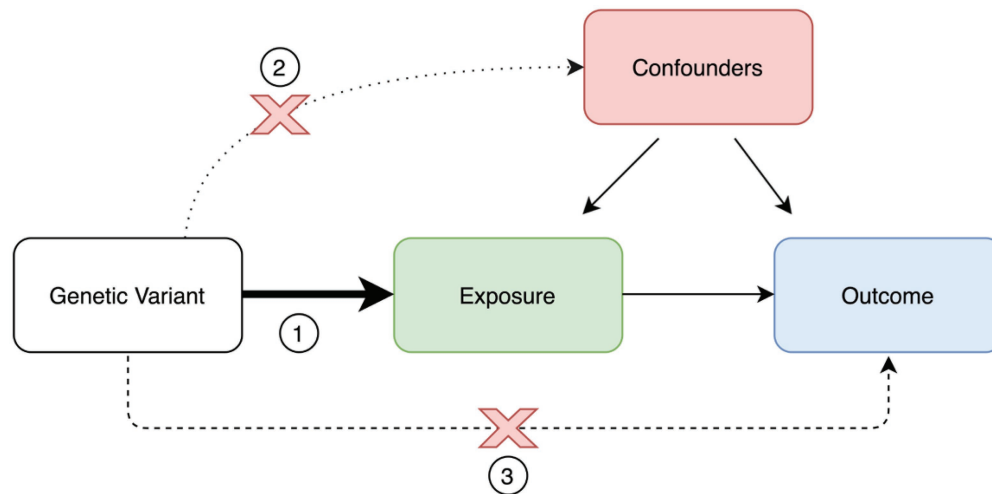 2
Confounders
Genetic Variant
Exposure
Outcome
1
3